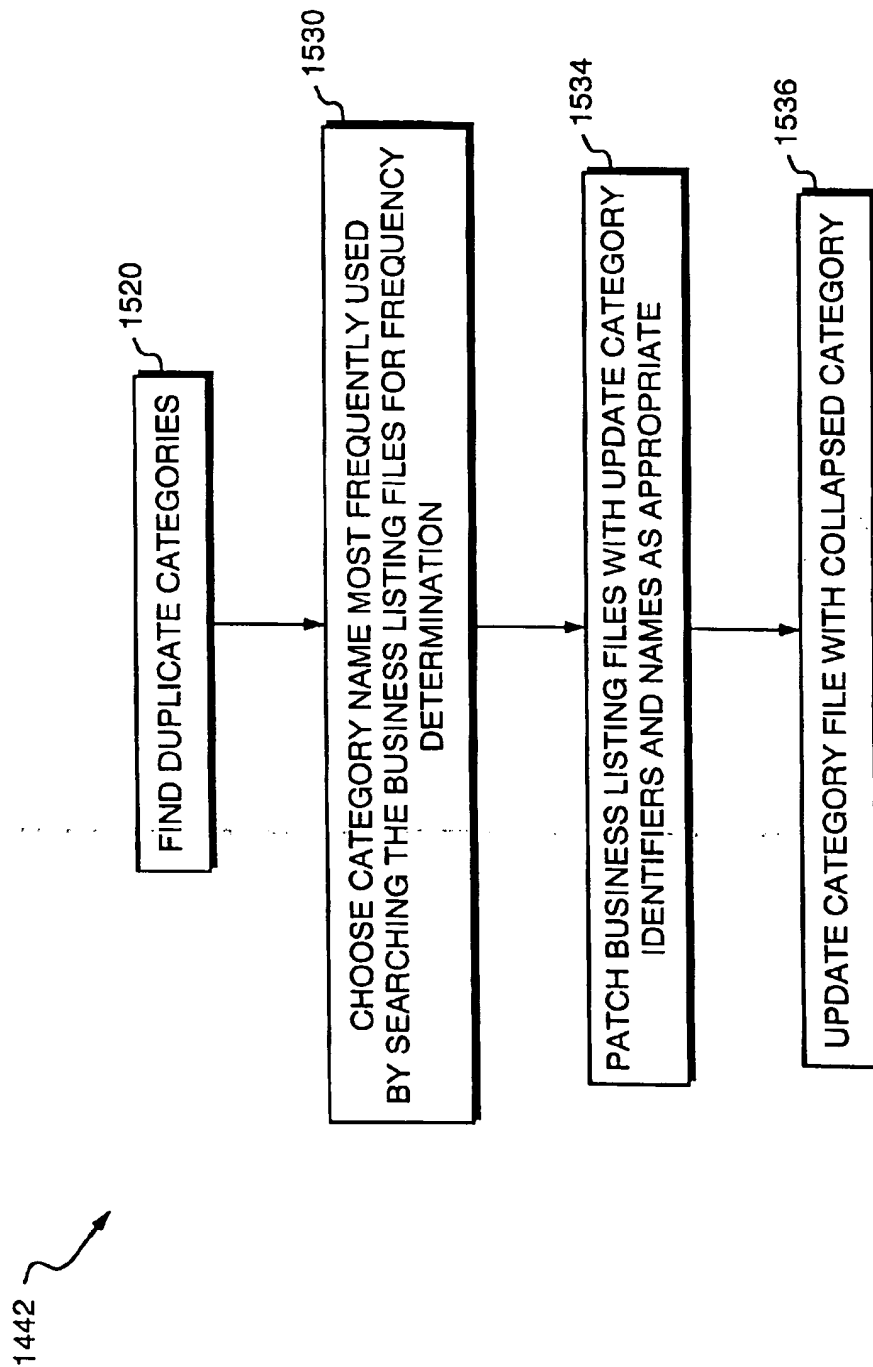 1442
1520
FIND DUPLICATE CATEGORIES
1530
CHOOSE CATEGORY NAME MOST FREQUENTLY USED
BY SEARCHING THE BUSINESS LISTING FILES FOR FREQUENCY
DETERMINATION
1534
PATCH BUSINESS LISTING FILES WITH UPDATE CATEGORY
IDENTIFIERS AND NAMES AS APPROPRIATE
1536
UPDATE CATEGORY FILE WITH COLLAPSED CATEGORY